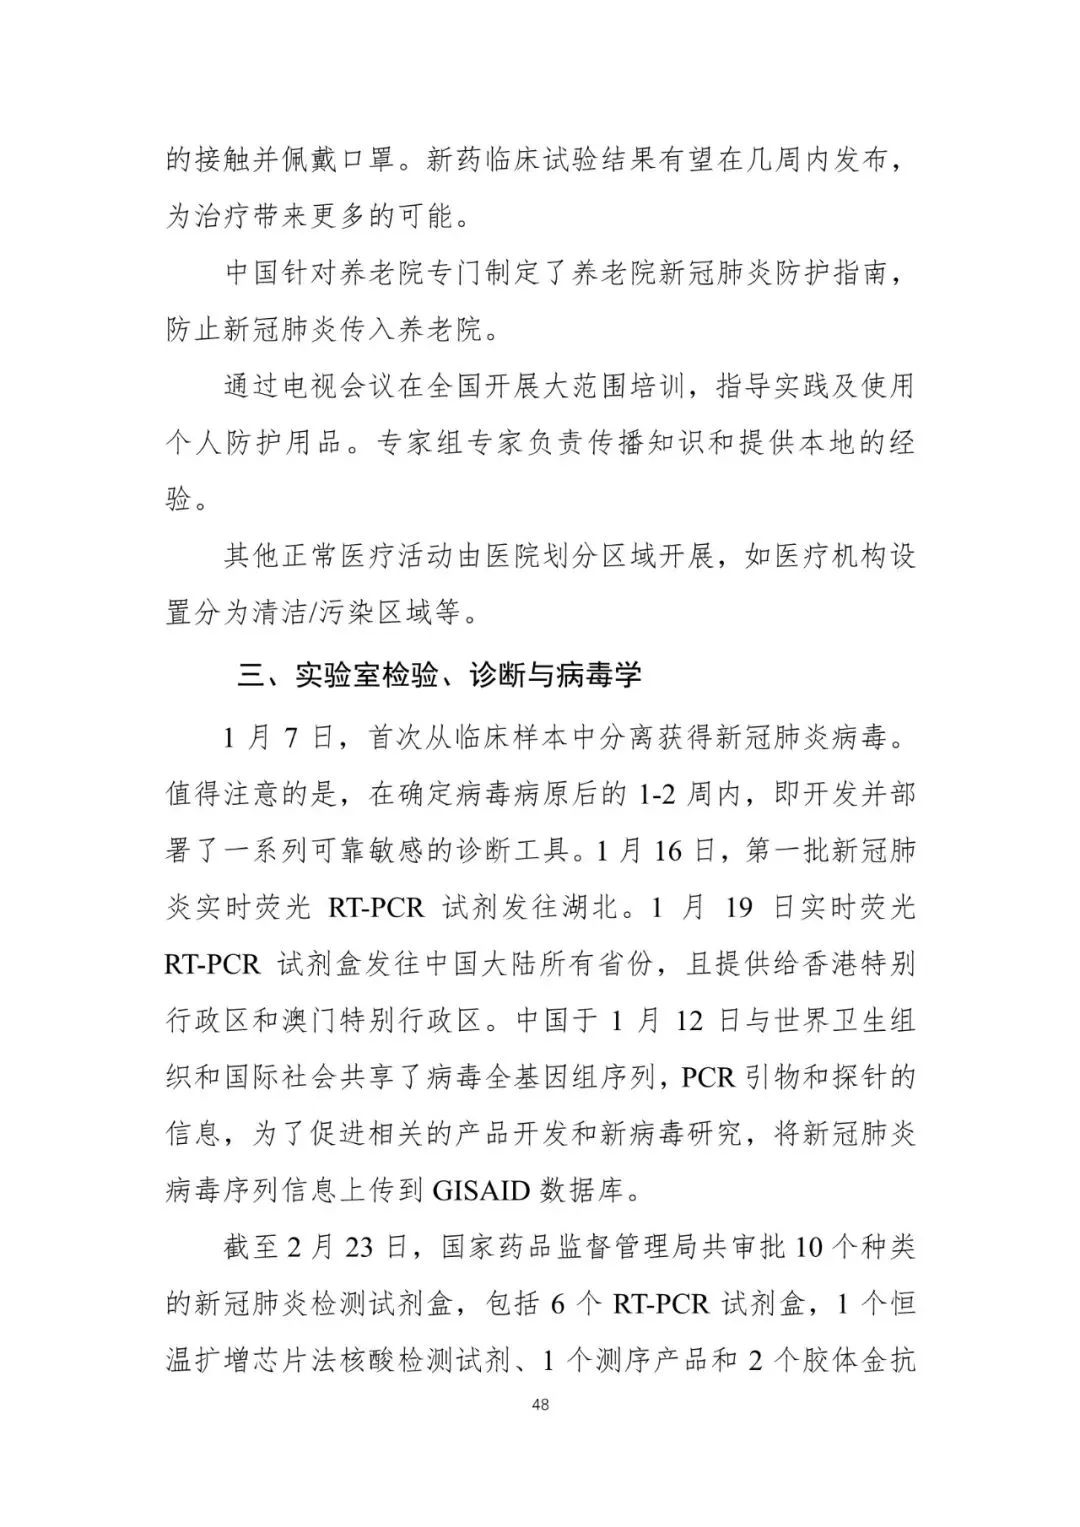 的接触并佩戴口罩。新药临床试验结果有望在几周内发布，
为治疗带来更多的可能。
中国针对养老院专门制定了养老院新冠肺炎防护指南，
防止新冠肺炎传入养老院。
通过电视会议在全国开展大范围培训，指导实践及使用
个人防护用品。专家组专家负责传播知识和提供本地的经
验。
其他正常医疗活动由医院划分区域开展，如医疗机构设
置分为清洁/污染区域等。
三、实验室检验、诊断与病毒学
1 月 7 日，首次从临床样本中分离获得新冠肺炎病毒。
值得注意的是，在确定病毒病原后的 1-2 周内，即开发并部
署了一系列可靠敏感的诊断工具。1 月 16 日，第一批新冠肺
炎实时荧光 RT-PCR 试剂发往湖北。1 月 19 日实时荧光
RT-PCR 试剂盒发往中国大陆所有省份，且提供给香港特别
行政区和澳门特别行政区。中国于 1 月 12 日与世界卫生组
织和国际社会共享了病毒全基因组序列，PCR 引物和探针的
信息，为了促进相关的产品开发和新病毒研究，将新冠肺炎
病毒序列信息上传到 GISAID 数据库。
截至 2 月 23 日，国家药品监督管理局共审批 10 个种类
的新冠肺炎检测试剂盒，包括 6 个 RT-PCR 试剂盒，1 个恒
温扩增芯片法核酸检测试剂、1 个测序产品和 2 个胶体金抗
48